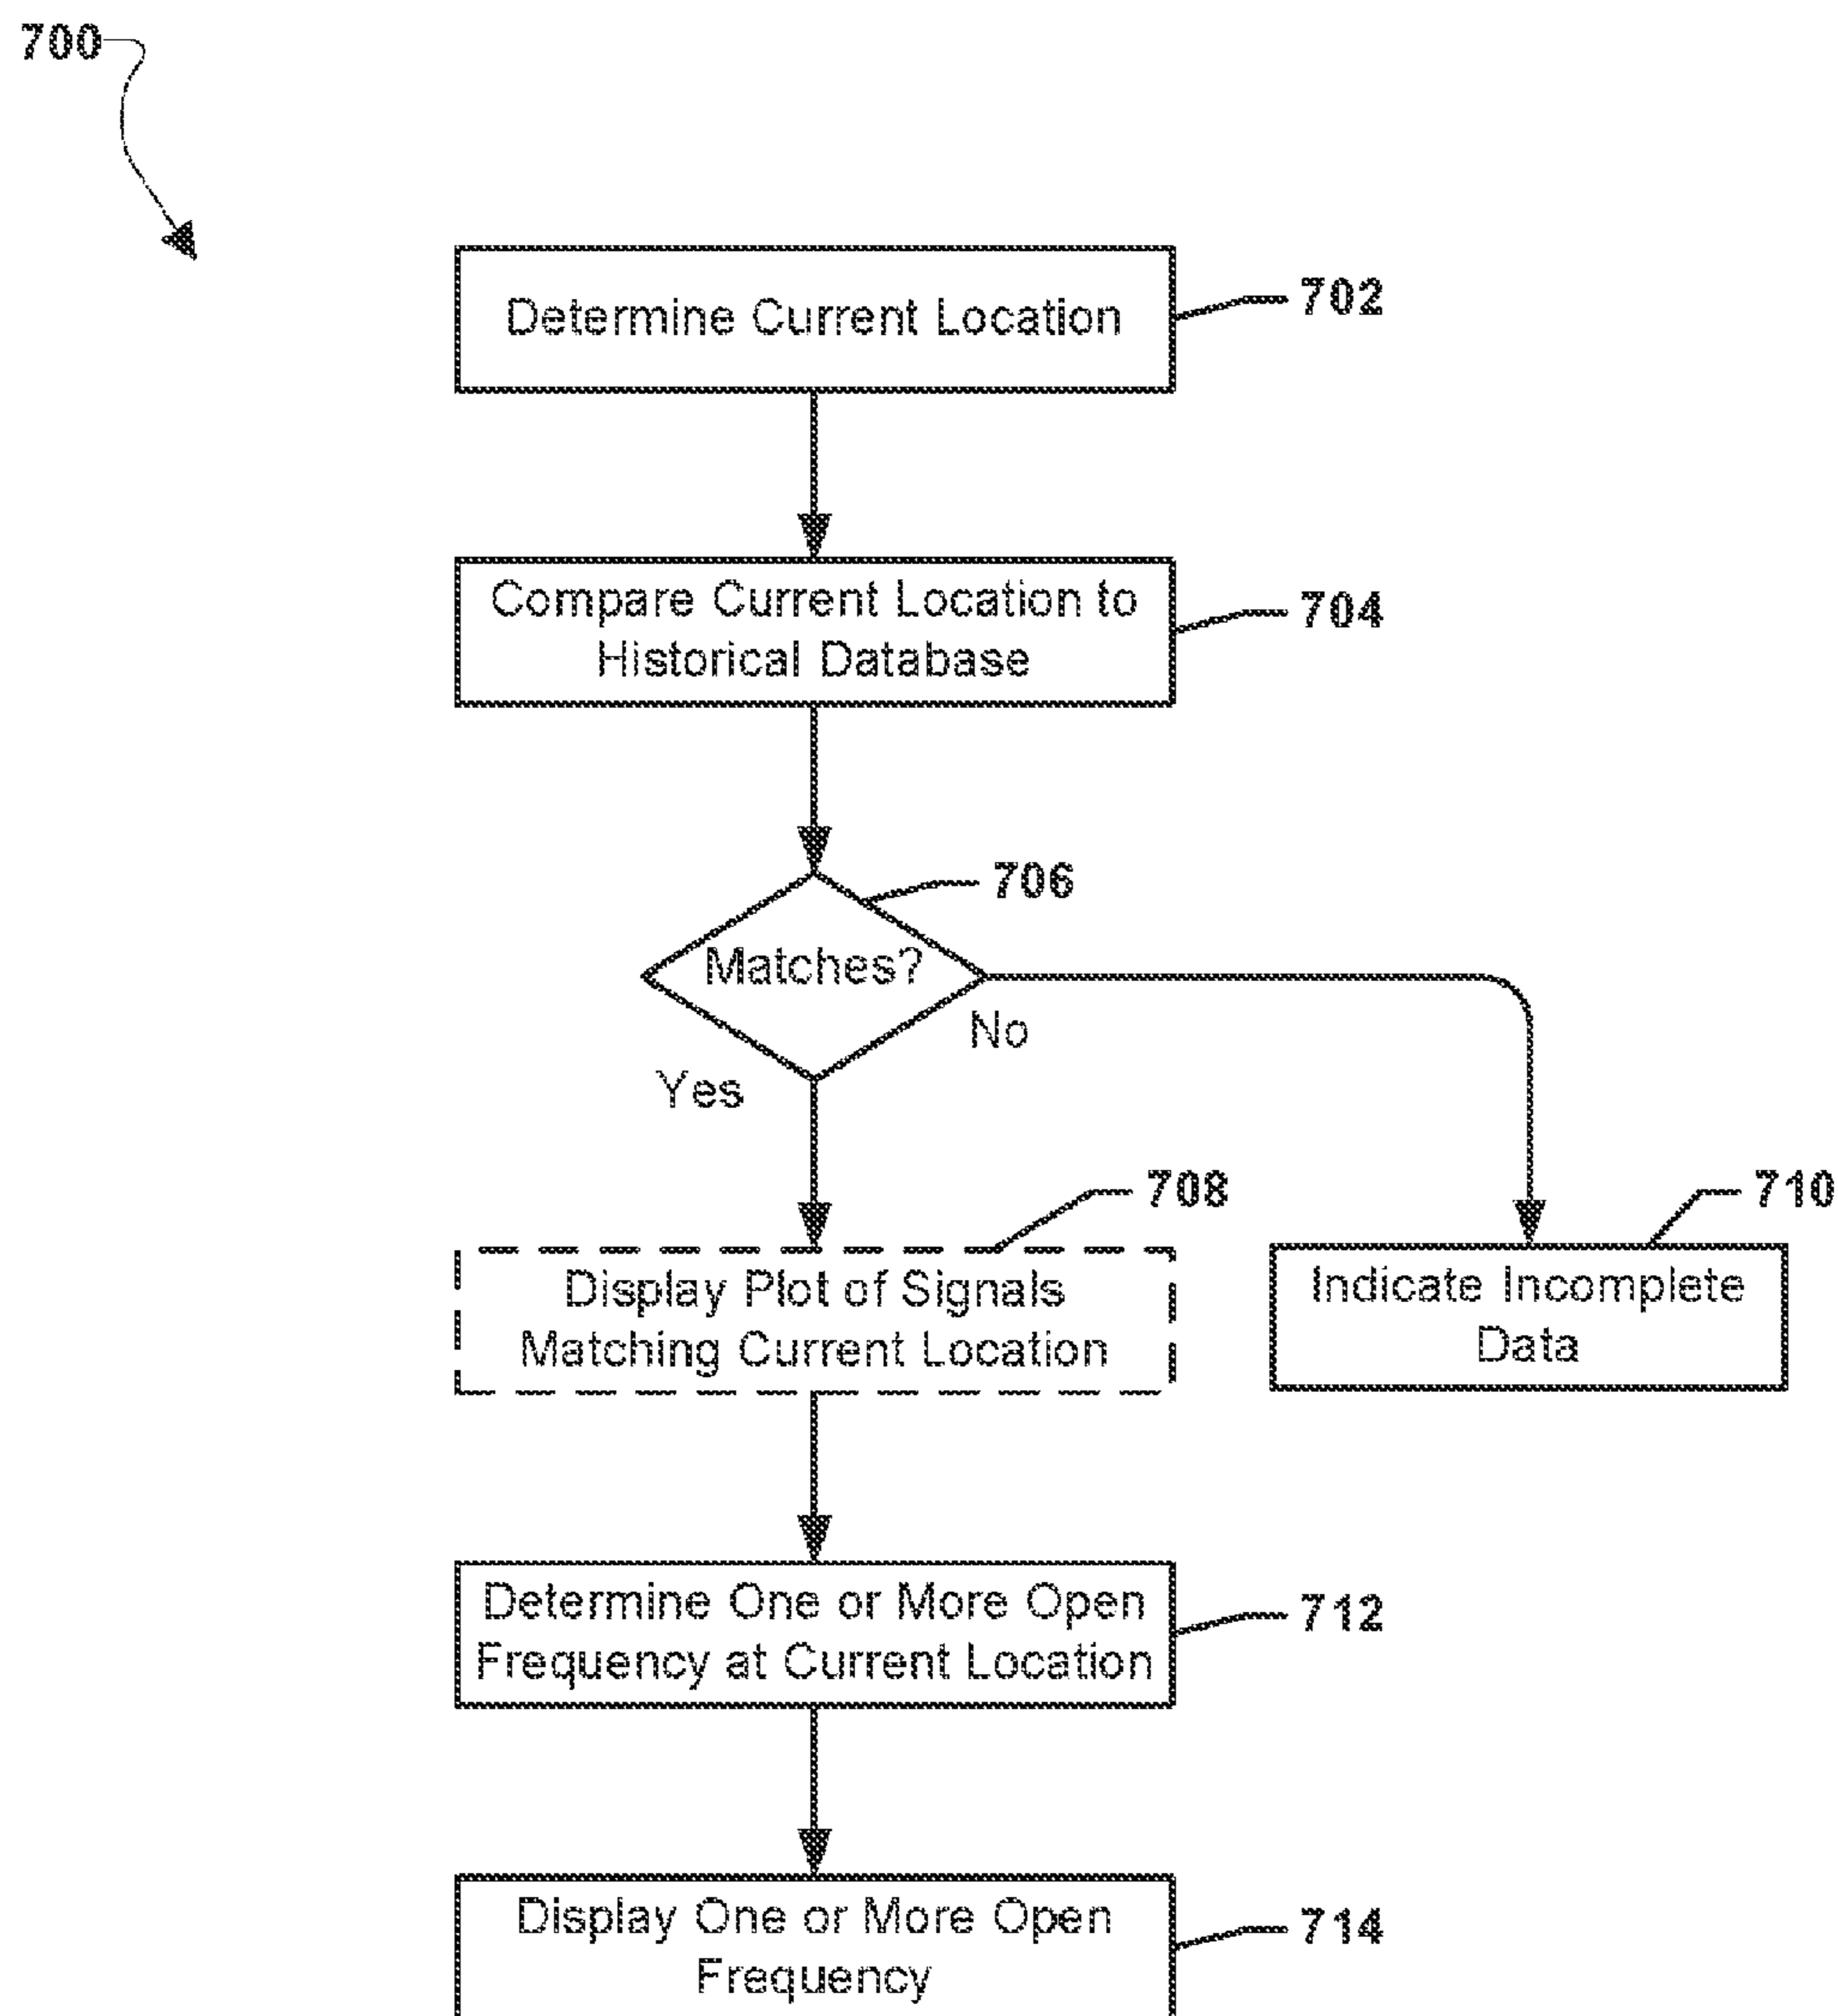 700
Determine Current Location
702
Compare Current Location to
Historical Database
704
706
Matches?
No
Yes
708
710
Display Plot of Signals
Matching Current Location
Indicate Incomplete
Data
Determine One or More Open
Frequency at Current Location
712
Display One or More Open
Frequency
714